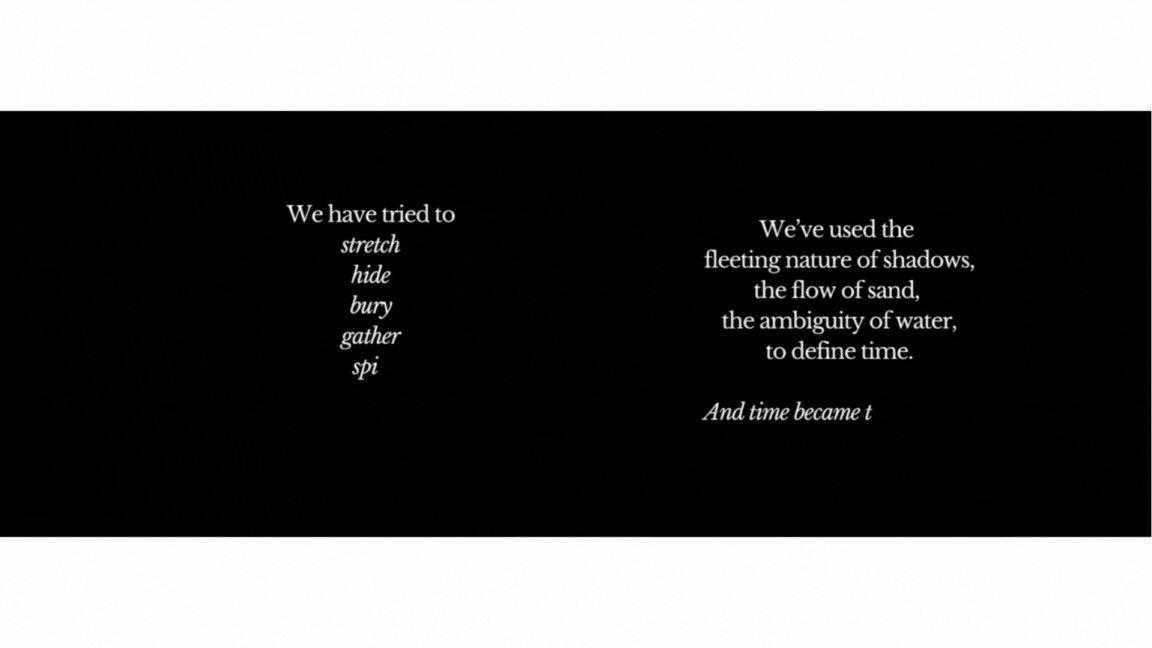 We have tried to
stretch
hide
bury
gather
spi
We’ve used the
fleeting nature of shadows,
the flow of sand,
the ambiguity of water,
to define time.
And time became t